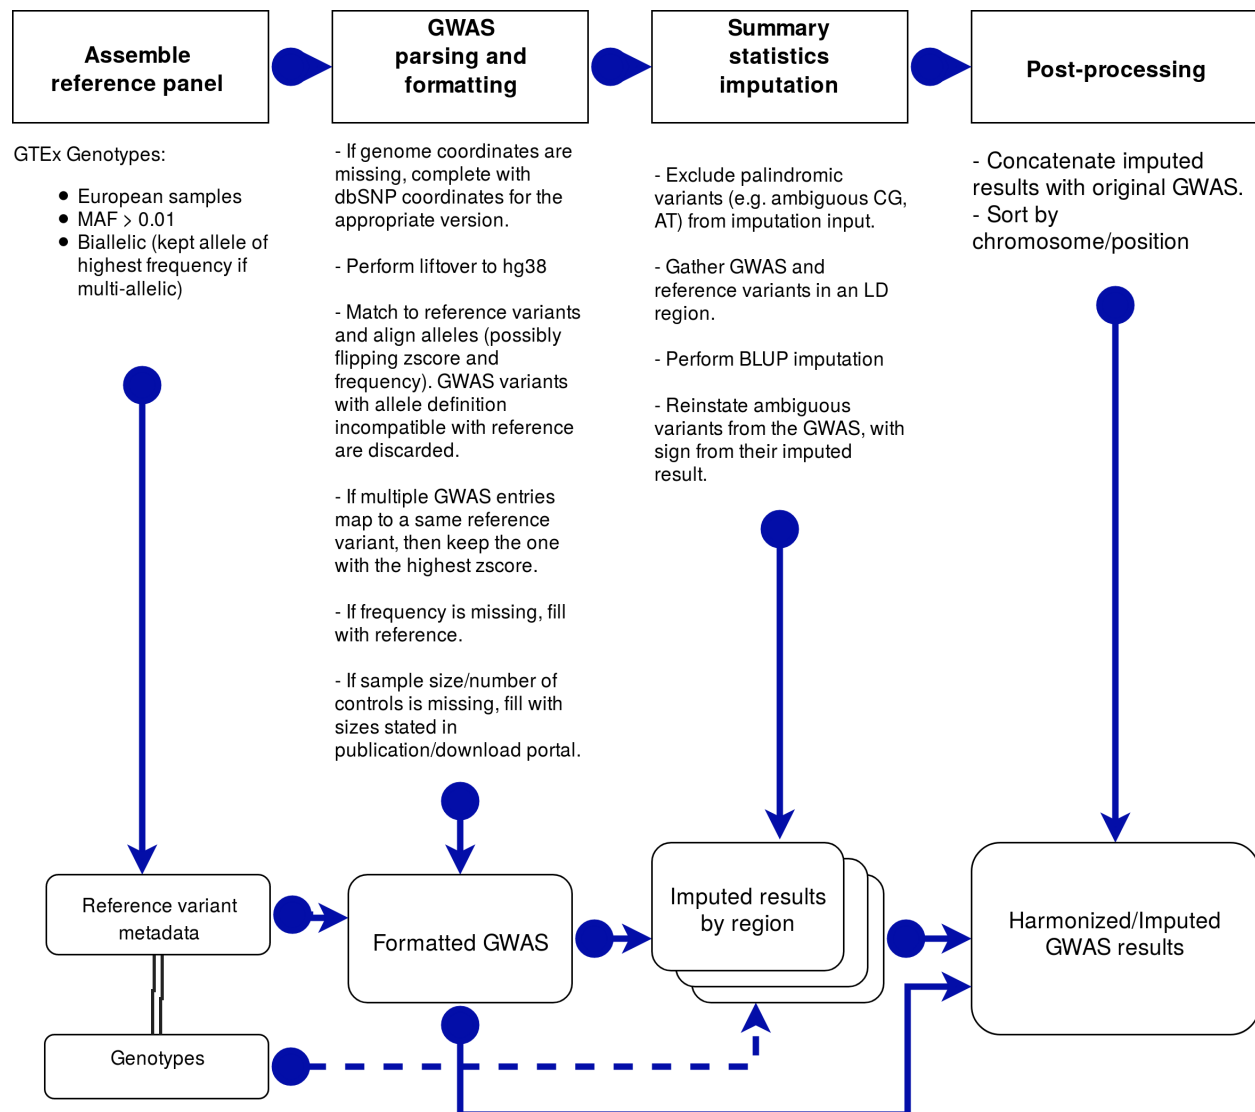 Assemble
reference panel
GWAS
parsing and
formatting
Summary
statistics
imputation
Post-processing
GTEx Genotypes:
● European samples
● MAF > 0.01
● Biallelic (kept allele of
highest frequency if
multi-allelic)
- If genome coordinates are
missing, complete with
dbSNP coordinates for the
appropriate version.
- Perform liftover to hg38
- Match to reference variants
and align alleles (possibly
flipping zscore and
frequency). GWAS variants
with allele definition
incompatible with reference
are discarded.
- If multiple GWAS entries
map to a same reference
variant, then keep the one
with the highest zscore.
- If frequency is missing, fill
with reference.
- If sample size/number of
controls is missing, fill with
sizes stated in
publication/download portal.
- Exclude palindromic
variants (e.g. ambiguous CG,
AT) from imputation input.
- Gather GWAS and
reference variants in an LD
region.
- Perform BLUP imputation
- Reinstate ambiguous
variants from the GWAS, with
sign from their imputed
result.
- Concatenate imputed
results with original GWAS.
- Sort by
chromosome/position
Reference variant
metadata
Genotypes
Formatted GWAS
Imputed results
by region
Harmonized/Imputed
GWAS results